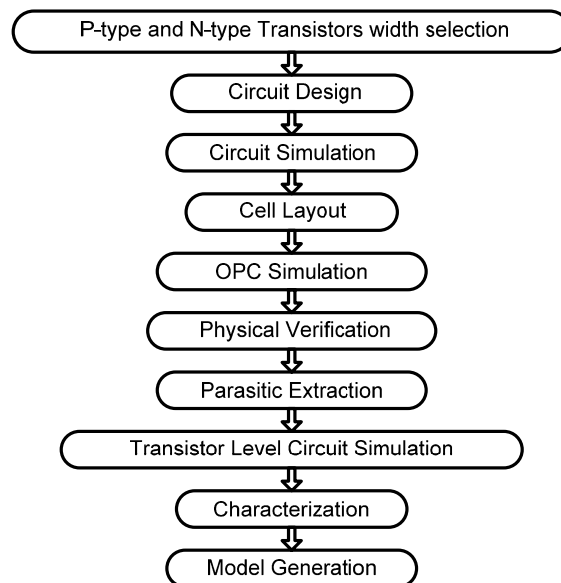 P-type and N-type Transistors width selection
Circuit Design
Circuit Simulation
Cell Layout
OPC Simulation
Physical Verification
Parasitic Extraction
Transistor Level Circuit Simulation
Characterization
Model Generation